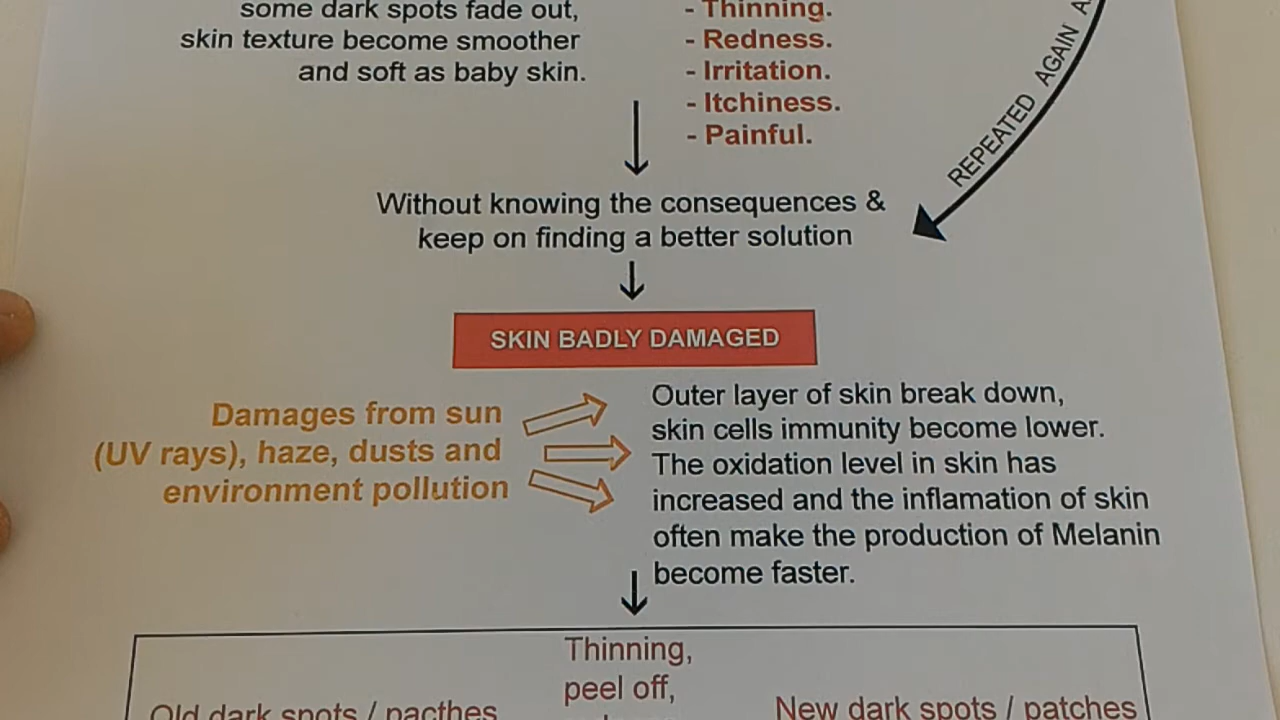 some dark spots fade out,
skin texture become smoother
and soft as baby skin.
- Thinning.
- Redness.
- Irritation.
- Itchiness.
- Painful.
REPEATED AGAIN
Without knowing the consequences &
keep on finding a better solution
SKIN BADLY DAMAGED
Damages from sun
(UV rays), haze, dusts and
environment pollution
Outer layer of skin break down,
skin cells immunity become lower.
The oxidation level in skin has
increased and the inflamation of skin
often make the production of Melanin
become faster.
Thinning,
peel off,
Old dark spots / pacthes
New dark spots / patches